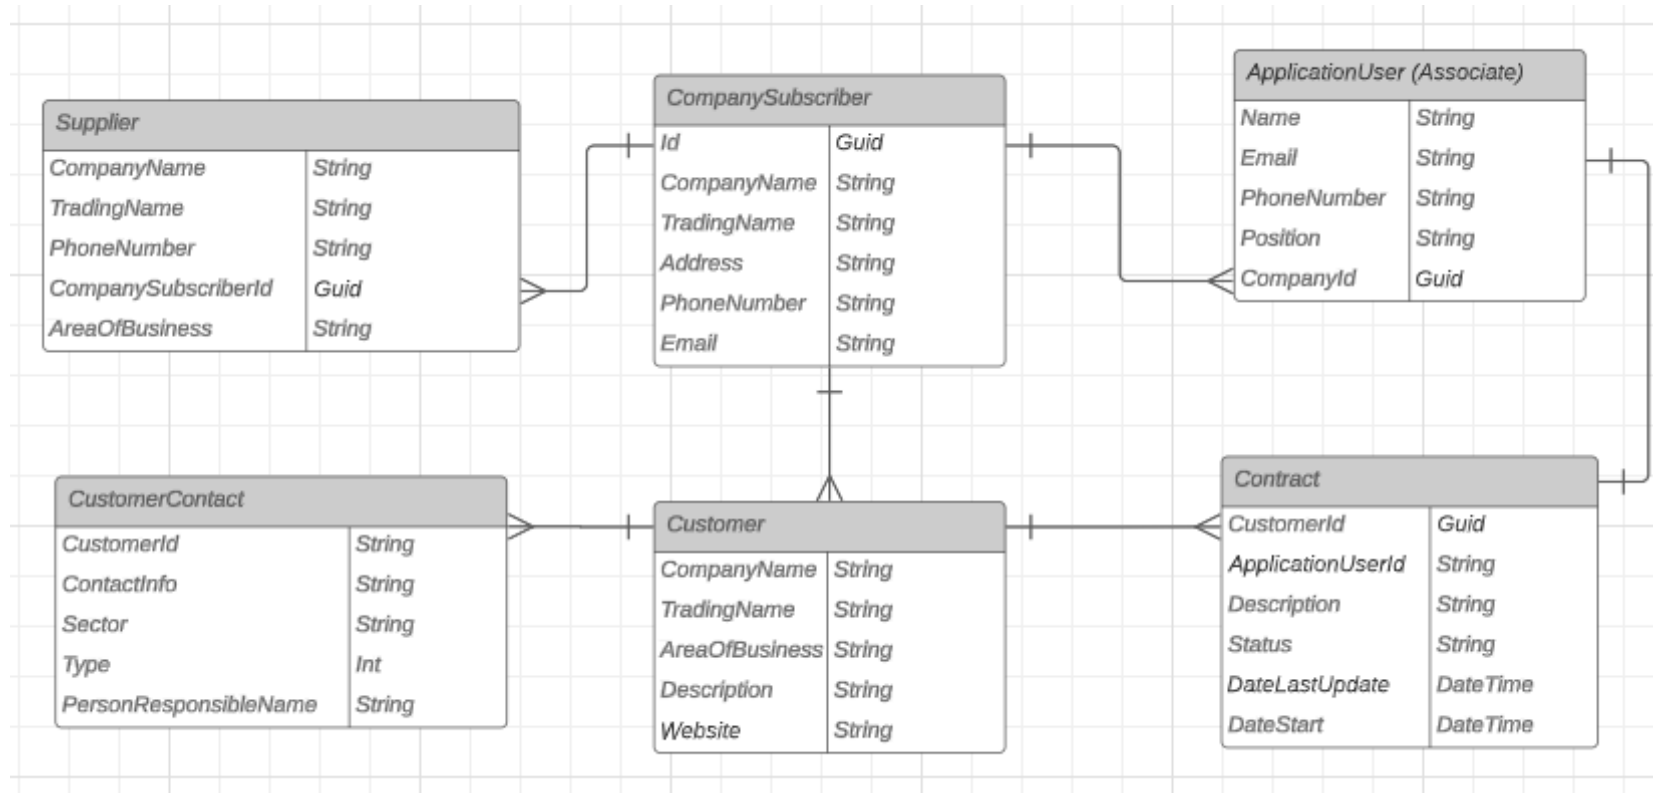 Supplier
CompanyName String
TradingName String
PhoneNumber String
CompanySubscriberId Guid
AreaOfBusiness String
CompanySubscriber
Id Guid
CompanyName String
TradingName String
Address String
PhoneNumber String
Email String
ApplicationUser (Associate)
Name String
Email String
PhoneNumber String
Position String
CompanyId Guid
CustomerContact
CustomerId String
ContactInfo String
Sector String
Type Int
PersonResponsibleName String
Customer
CompanyName String
TradingName String
AreaOfBusiness String
Description String
Website String
Contract
CustomerId Guid
ApplicationUserId String
Description String
Status String
DateLastUpdate DateTime
DateStart DateTime